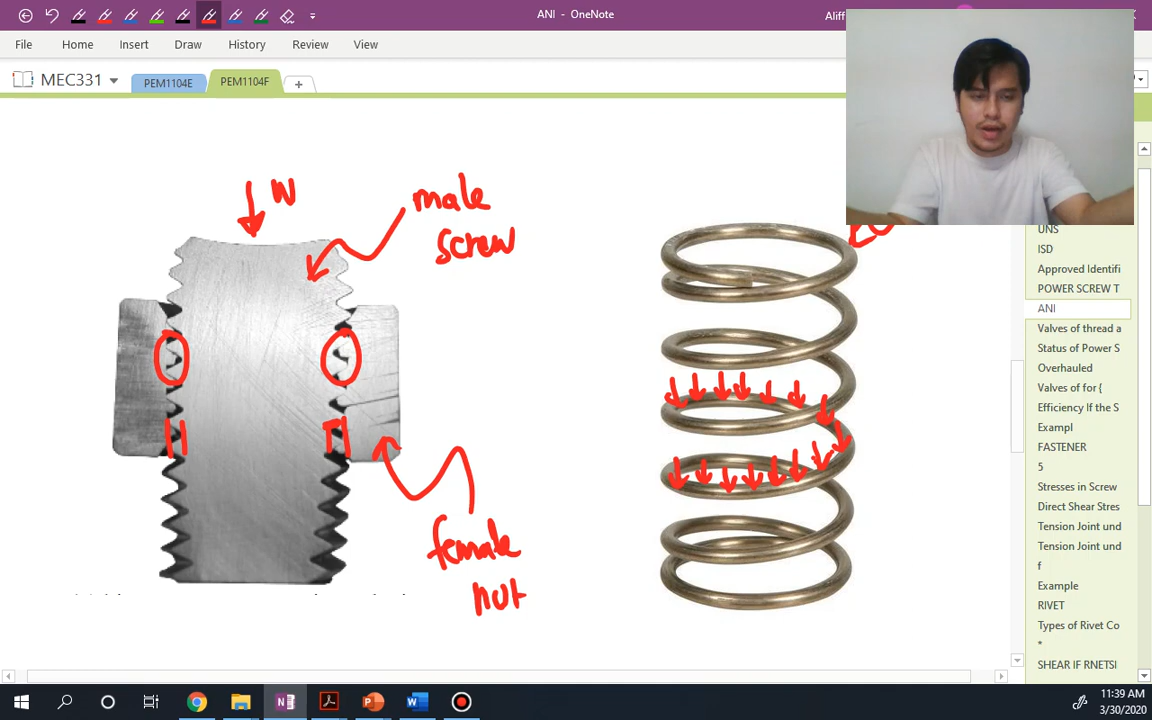 ANI - OneNote
Aliff
File Home Insert Draw History Review View
MEC331 PEM1104E PEM1104F
W
male
screw
female
nut
UNS
ISD
Approved Identifi
POWER SCREW T
ANI
Valves of thread a
Status of Power S
Overhauled
Valves of for {
Efficiency If the S
Exampl
FASTENER
5
Stresses in Screw
Direct Shear Stres
Tension Joint und
Tension Joint und
f
Example
RIVET
Types of Rivet Co
*
SHEAR IF RNETSI
11:39 AM
3/30/2020